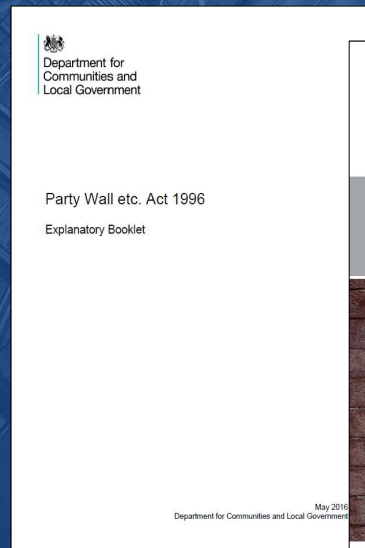 Department for
Communities and
Local Government
Party Wall etc. Act 1996
Explanatory Booklet
May 2016
Department for Communities and Local Government